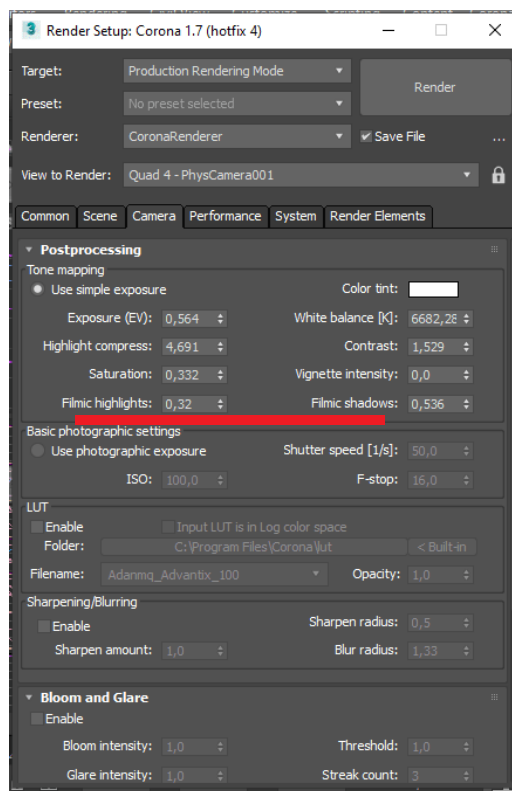 3 Render Setup: Corona 1.7 (hotfix 4)
Target: Production Rendering Mode
Render
Preset: No preset selected
Renderer: CoronaRenderer Save File ...
View to Render: Quad 4 - PhysCamera001
Common Scene Camera Performance System Render Elements
Postprocessing
Tone mapping
Use simple exposure Color tint:
Exposure (EV): 0,564 White balance [K]: 6682,28
Highlight compress: 4,691 Contrast: 1,529
Saturation: 0,332 Vignette intensity: 0,0
Filmic highlights: 0,32 Filmic shadows: 0,536
Basic photographic settings
Use photographic exposure Shutter speed [1/s]: 50,0
ISO: 100,0 F-stop: 16,0
LUT
Enable Input LUT is in Log color space
Folder: C:\Program Files\Corona\lut < Built-in
Filename: Adanmq_Advantix_100 Opacity: 1,0
Sharpening/Blurring
Enable Sharpen radius: 0,5
Sharpen amount: 1,0 Blur radius: 1,33
Bloom and Glare
Enable
Bloom intensity: 1,0 Threshold: 1,0
Glare intensity: 1,0 Streak count: 3